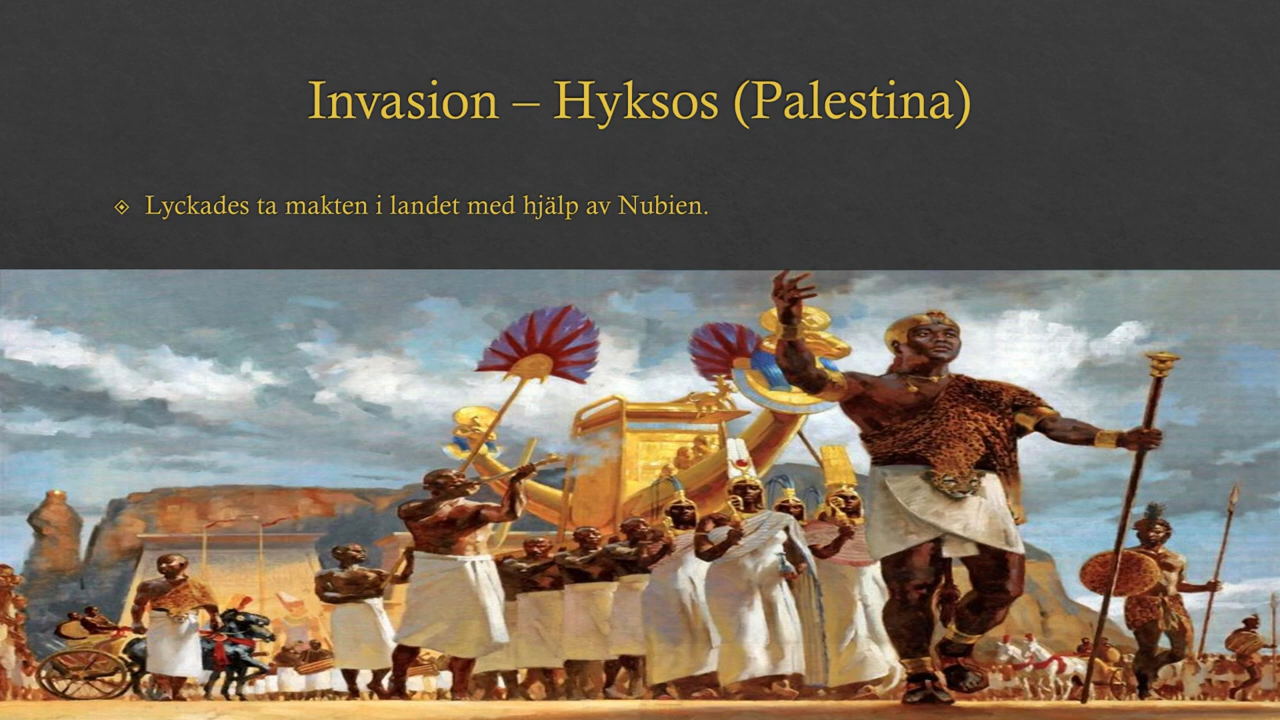 Invasion – Hyksos (Palestina)
Lyckades ta makten i landet med hjälp av Nubien.